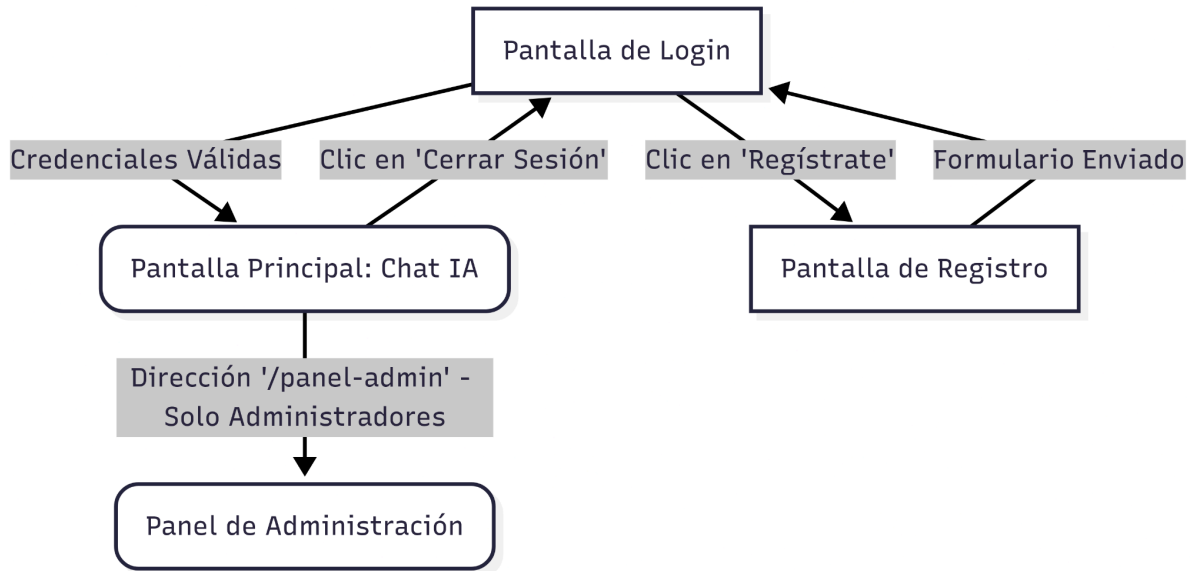 Pantalla de Login
Credenciales Válidas
Clic en 'Cerrar Sesión'
Clic en 'Regístrate'
Formulario Enviado
Pantalla Principal: Chat IA
Pantalla de Registro
Dirección '/panel-admin' -
Solo Administradores
Panel de Administración